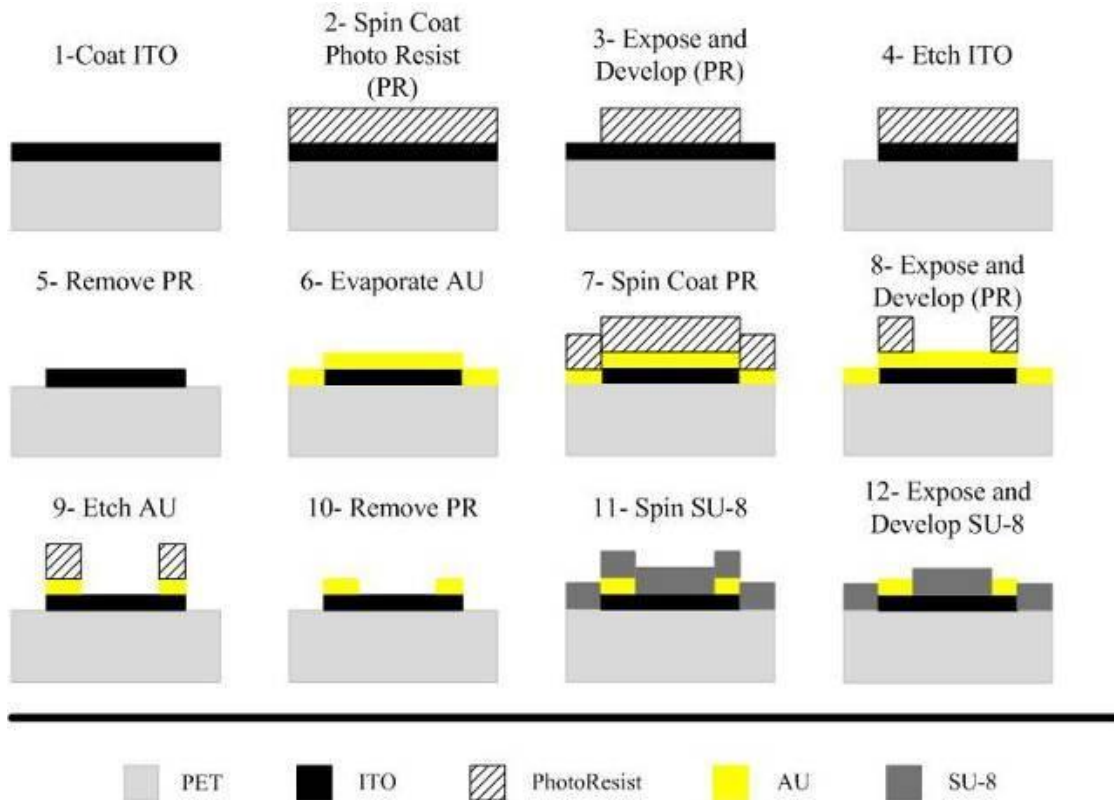 1-Coat ITO
2- Spin Coat
Photo Resist
(PR)
3- Expose and
Develop (PR)
4- Etch ITO
5- Remove PR
6- Evaporate AU
7- Spin Coat PR
8- Expose and
Develop (PR)
9- Etch AU
10- Remove PR
11- Spin SU-8
12- Expose and
Develop SU-8
PET
ITO
PhotoResist
AU
SU-8